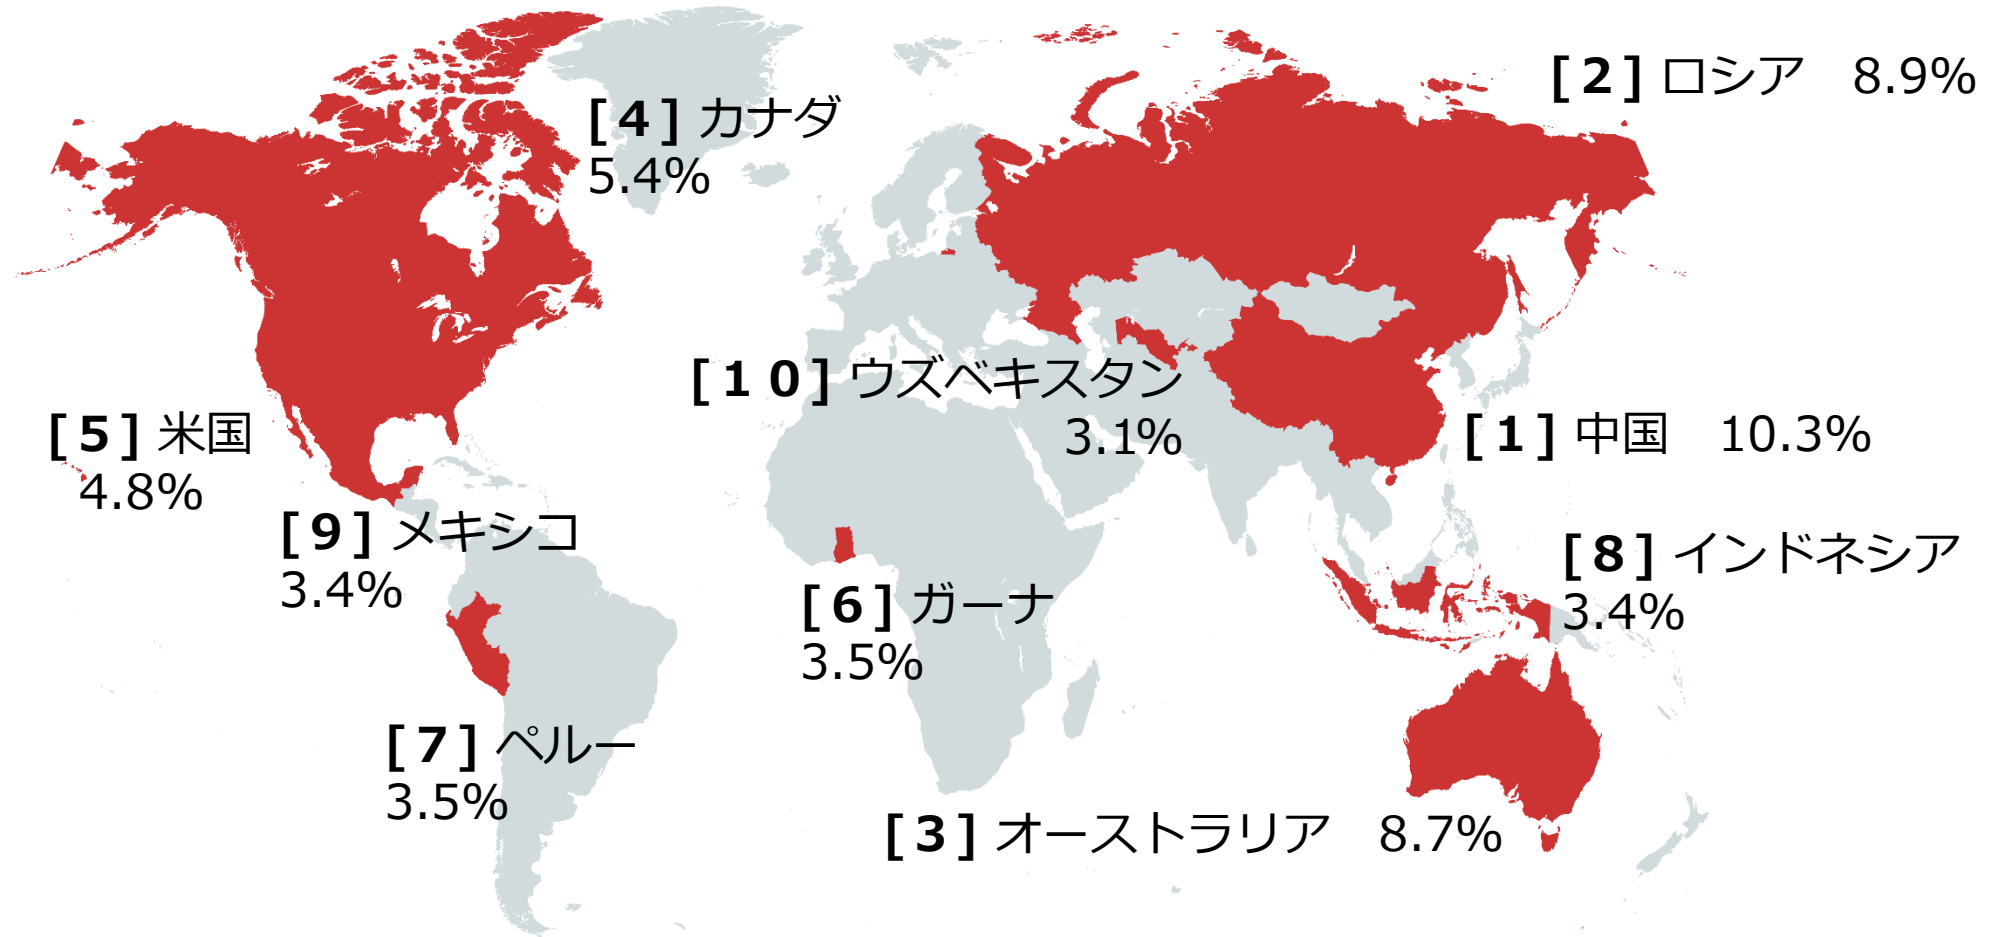 [2] ロシア 8.9%
[4] カナダ
5.4%
[10] ウズベキスタン
3.1%
[5] 米国
4.8%
[1] 中国 10.3%
[9] メキシコ
3.4%
[8] インドネシア
3.4%
[6] ガーナ
3.5%
[7] ペルー
3.5%
[3] オーストラリア 8.7%